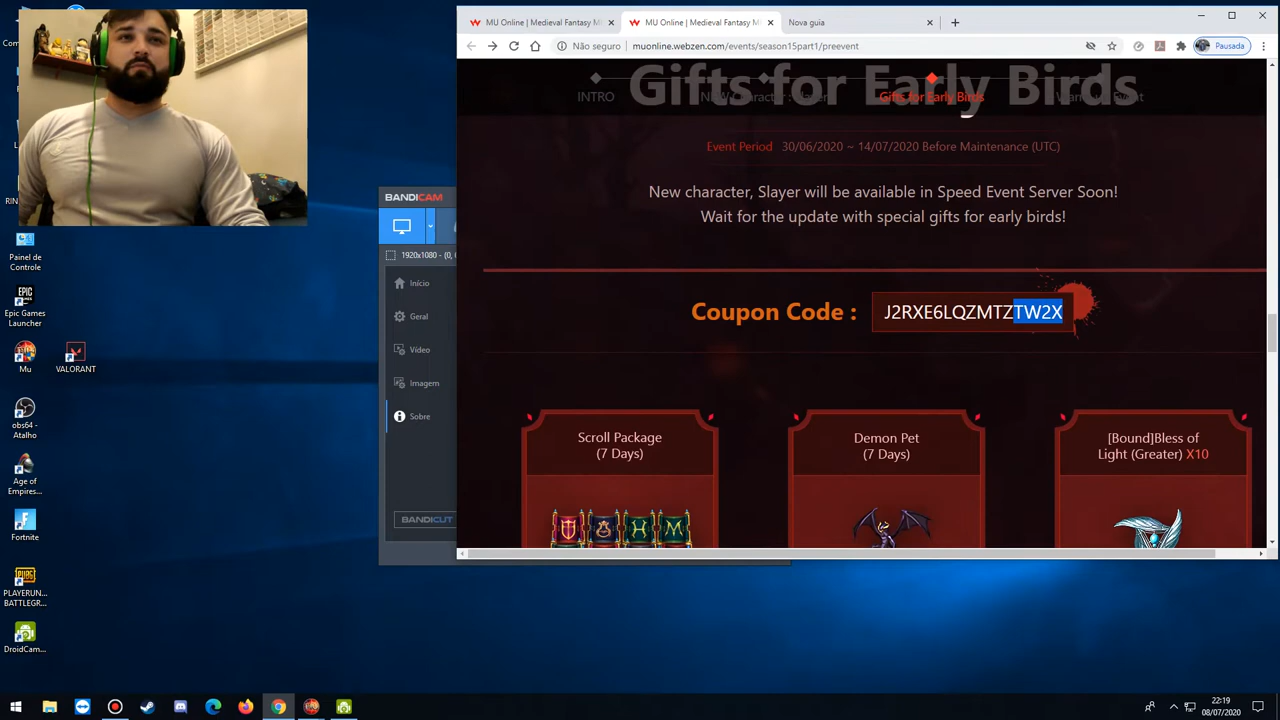 MU Online | Medieval Fantasy M
MU Online | Medieval Fantasy M
Nova guia
Não seguro
muonline.webzen.com/events/season15part1/preevent
Pausada
Gifts for Early Birds
INTRO
Gifts for Early Birds
Event Period 30/06/2020 ~ 14/07/2020 Before Maintenance (UTC)
New character, Slayer will be available in Speed Event Server Soon!
Wait for the update with special gifts for early birds!
Coupon Code : J2RXE6LQZMTZTW2X
Scroll Package
(7 Days)
Demon Pet
(7 Days)
[Bound]Bless of
Light (Greater) X10
BANDICAM
1920x1080 - (0,
Início
Geral
Vídeo
Imagem
Sobre
BANDICUT
Painel de
Controle
EPIC
GAMES
Epic Games
Launcher
Mu
VALORANT
obs64 -
Atalho
Age of
Empires...
Fortnite
PUBG
PLAYERUN...
BATTLEGR...
DroidCam...
22:19
08/07/2020